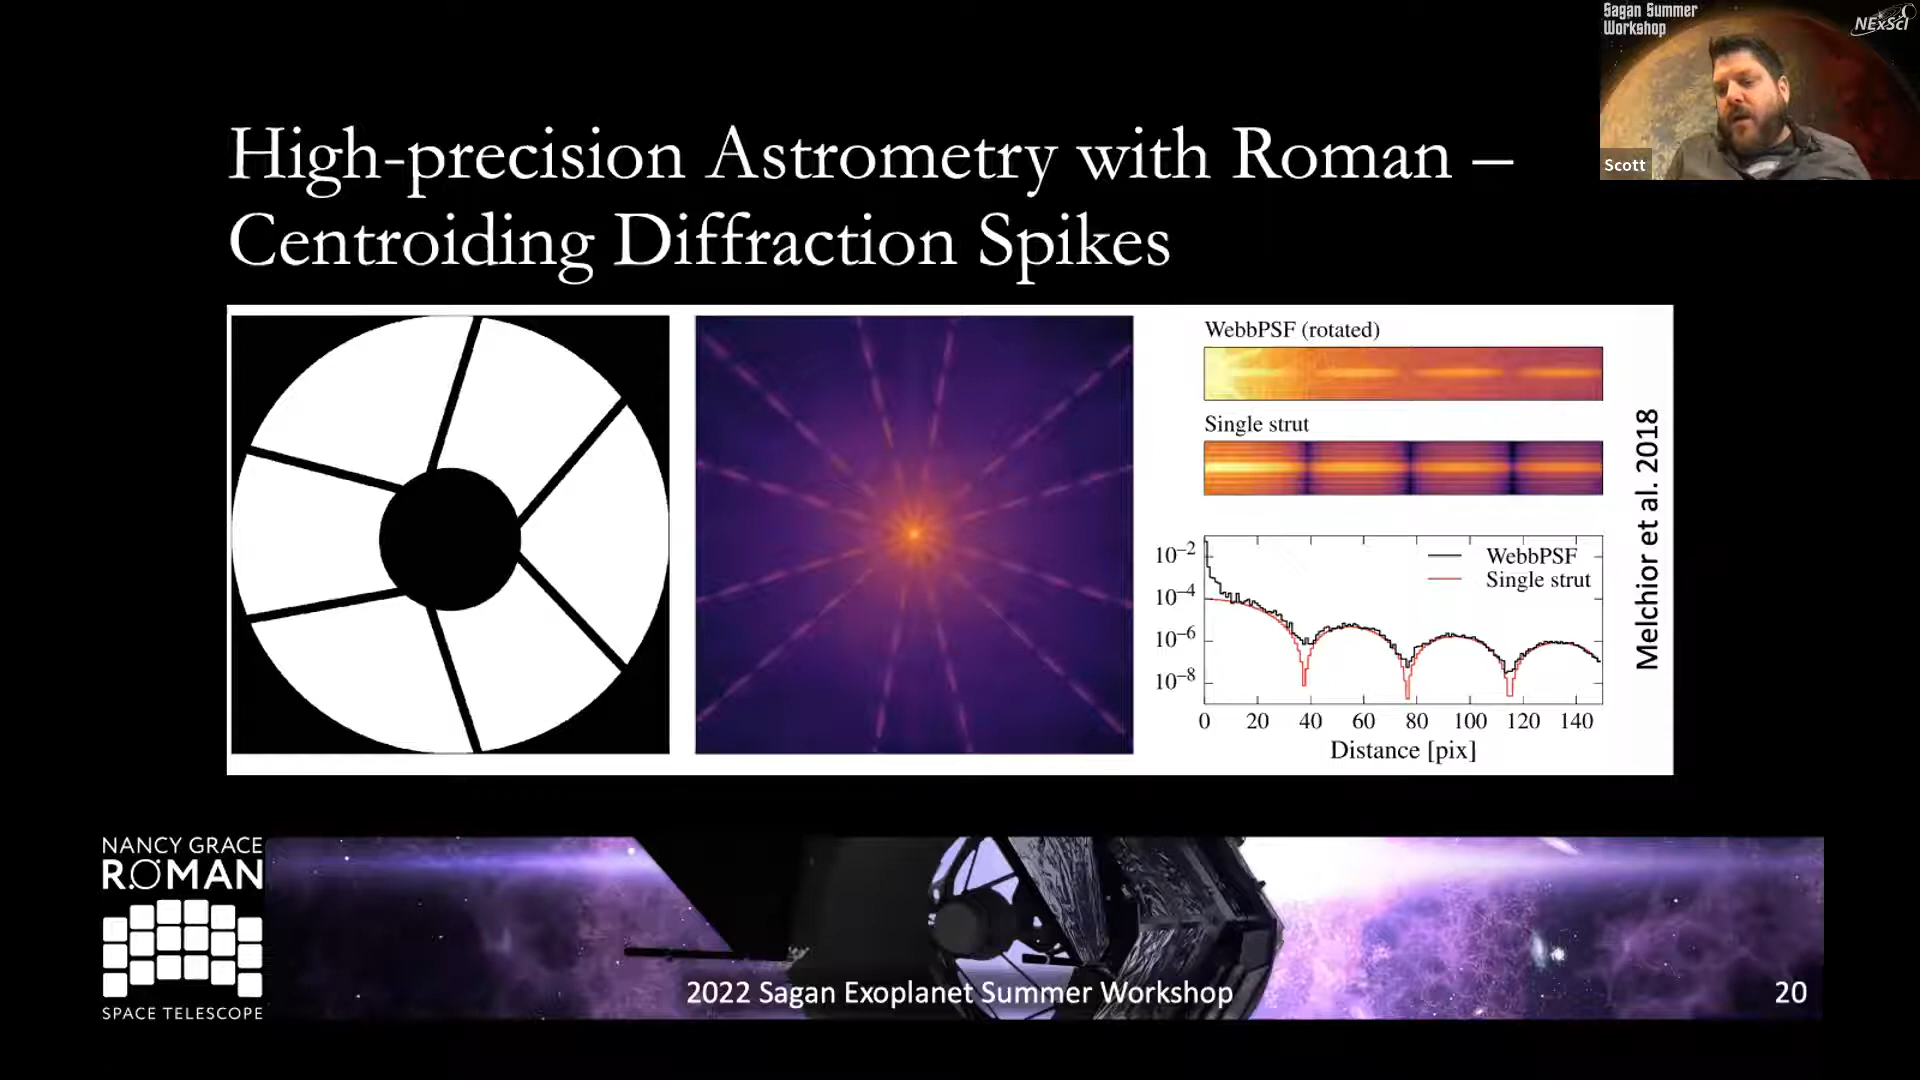 Sagan Summer
Workshop
NExScI
Scott
High-precision Astrometry with Roman –
Centroiding Diffraction Spikes
WebbPSF (rotated)
Single strut
10−2
10−4
10−6
10−8
WebbPSF
Single strut
0 20 40 60 80 100 120 140
Distance [pix]
Melchior et al. 2018
NANCY GRACE
ROMAN
SPACE TELESCOPE
2022 Sagan Exoplanet Summer Workshop
20